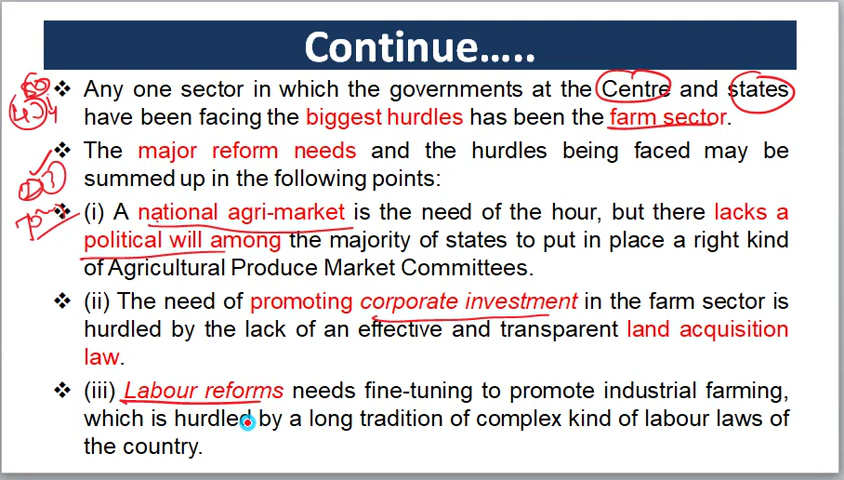 Continue…..
❖ Any one sector in which the governments at the Centre and states
have been facing the biggest hurdles has been the farm sector.
❖ The major reform needs and the hurdles being faced may be
summed up in the following points:
❖ (i) A national agri-market is the need of the hour, but there lacks a
political will among the majority of states to put in place a right kind
of Agricultural Produce Market Committees.
❖ (ii) The need of promoting corporate investment in the farm sector is
hurdled by the lack of an effective and transparent land acquisition
law.
❖ (iii) Labour reforms needs fine-tuning to promote industrial farming,
which is hurdled by a long tradition of complex kind of labour laws of
the country.